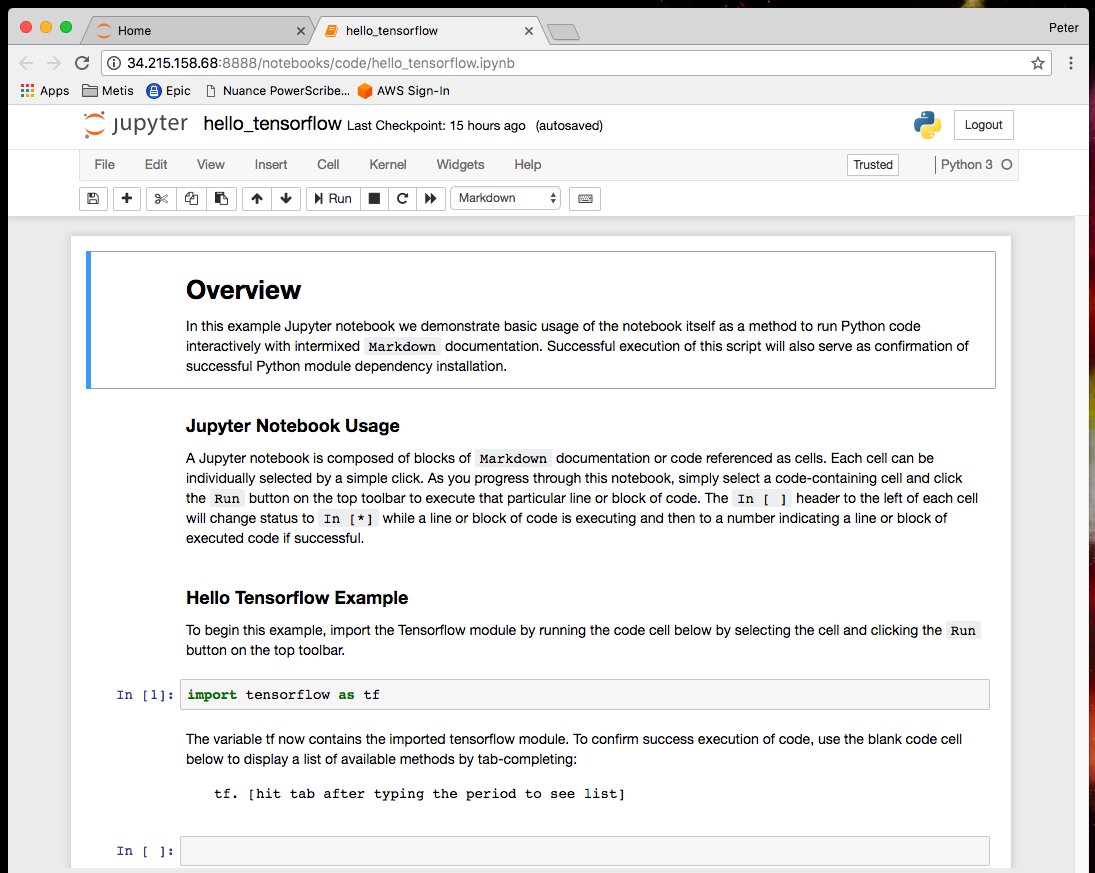 Home
hello_tensorflow
Peter
34.215.158.68:8888/notebooks/code/hello_tensorflow.ipynb
Apps Metis Epic Nuance PowerScribe... AWS Sign-In
jupyter hello_tensorflow Last Checkpoint: 15 hours ago (autosaved)
Logout
File Edit View Insert Cell Kernel Widgets Help
Trusted
Python 3
Run
Markdown
Overview
In this example Jupyter notebook we demonstrate basic usage of the notebook itself as a method to run Python code
interactively with intermixed Markdown documentation. Successful execution of this script will also serve as confirmation of
successful Python module dependency installation.
Jupyter Notebook Usage
A Jupyter notebook is composed of blocks of Markdown documentation or code referenced as cells. Each cell can be
individually selected by a simple click. As you progress through this notebook, simply select a code-containing cell and click
the Run button on the top toolbar to execute that particular line or block of code. The In [ ] header to the left of each cell
will change status to In [*] while a line or block of code is executing and then to a number indicating a line or block of
executed code if successful.
Hello Tensorflow Example
To begin this example, import the Tensorflow module by running the code cell below by selecting the cell and clicking the Run
button on the top toolbar.
In [1]: import tensorflow as tf
The variable tf now contains the imported tensorflow module. To confirm success execution of code, use the blank code cell
below to display a list of available methods by tab-completing:
tf. [hit tab after typing the period to see list]
In [ ]: